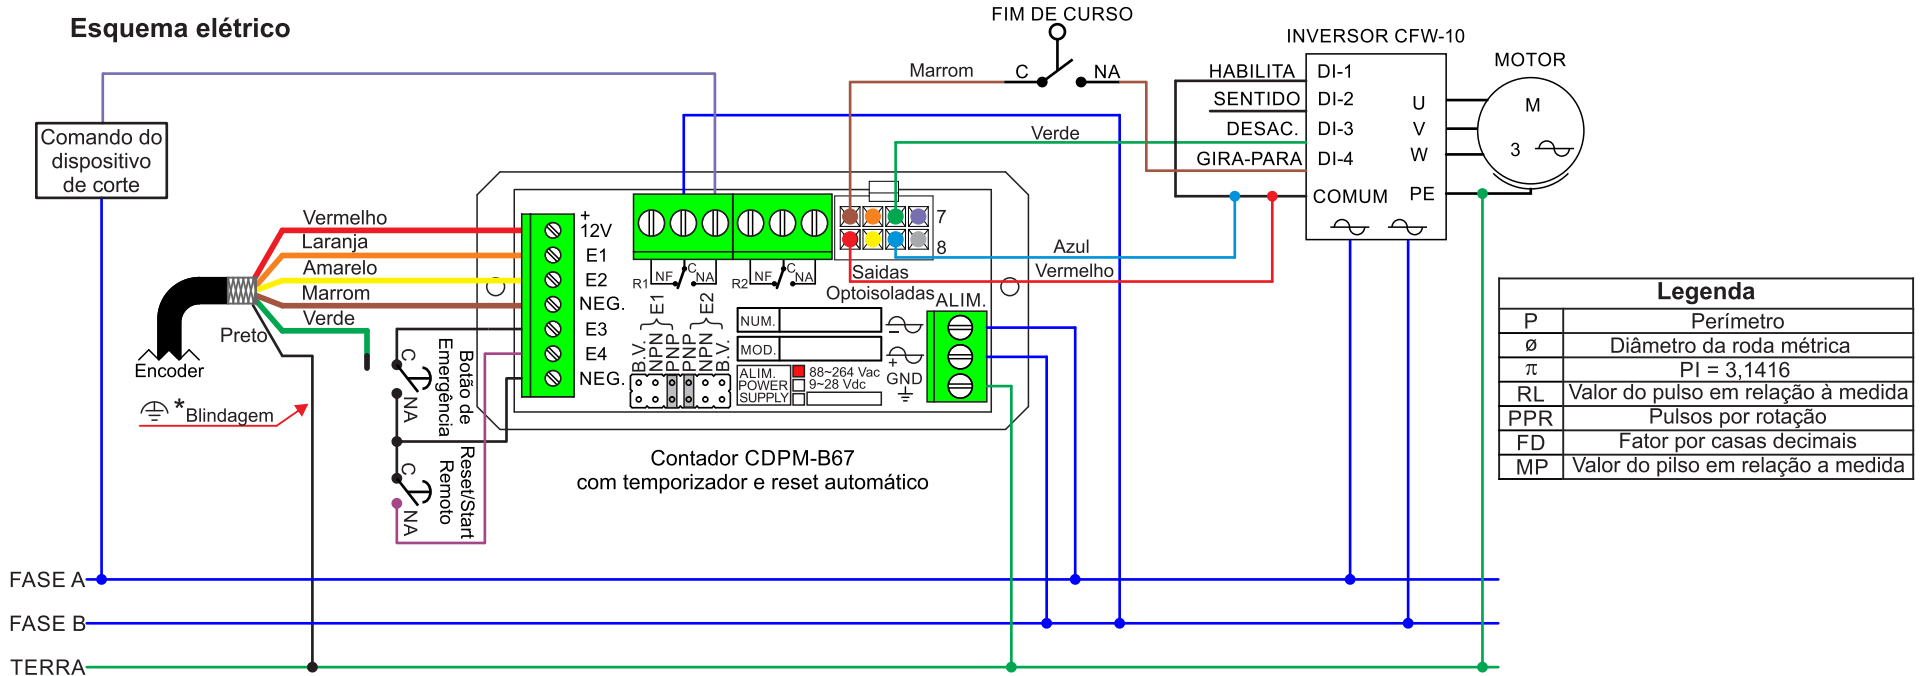 Esquema elétrico
FIM DE CURSO
INVERSOR CFW-10
MOTOR
Marrom
C
NA
HABILITA
DI-1
SENTIDO
DI-2
U
M
Verde
DESAC.
DI-3
V
GIRA-PARA
DI-4
W
3
COMUM
PE
Comando do
dispositivo
de corte
Vermelho
Laranja
Amarelo
Marrom
Verde
Preto
Encoder
* Blindagem
+
12V
E1
E2
NEG.
E3
E4
NEG.
R1
NF
C
NA
R2
NF
C
NA
7
8
Azul
Vermelho
Saidas
Optoisoladas
ALIM.
E1
E2
B.V.
NPN
PNP
PNP
NPN
B.V.
NUM.
MOD.
ALIM.
POWER
SUPPLY
88~264 Vac
9~28 Vdc
−
+
GND
C
NA
Botão de
Emergência
C
NA
Reset/Start
Remoto
Contador CDPM-B67
com temporizador e reset automático
Legenda
P Perímetro
ø Diâmetro da roda métrica
π PI = 3,1416
RL Valor do pulso em relação à medida
PPR Pulsos por rotação
FD Fator por casas decimais
MP Valor do pilso em relação a medida
FASE A
FASE B
TERRA